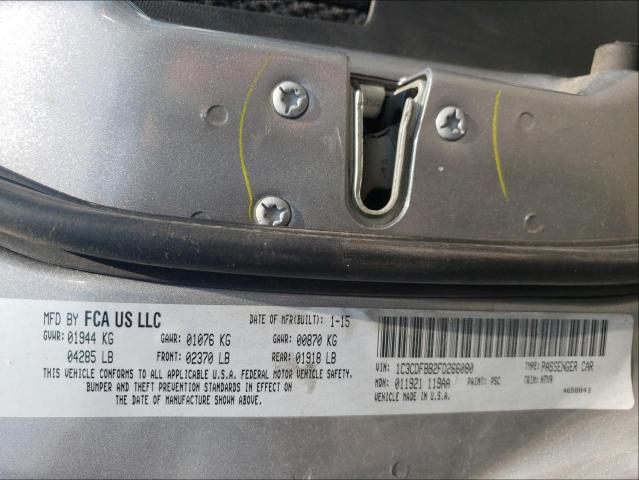 MFD BY FCA US LLC DATE OF MFR(BUILT): 1-15
GVWR: 01944 KG GAWR: 01076 KG GAWR: 00870 KG
04285 LB FRONT: 02370 LB REAR: 01918 LB
THIS VEHICLE CONFORMS TO ALL APPLICABLE U.S.A. FEDERAL MOTOR VEHICLE SAFETY,
BUMPER AND THEFT PREVENTION STANDARDS IN EFFECT ON
THE DATE OF MANUFACTURE SHOWN ABOVE.
VIN: 1C3CDFBB2FD266080 TYPE: PASSENGER CAR
MDH: 011921 119AA PAINT: PSC TRIM: A7X9
VEHICLE MADE IN U.S.A. 4658843